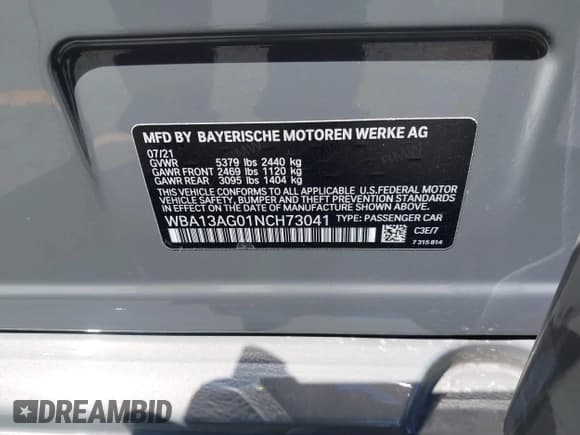 MFD BY BAYERISCHE MOTOREN WERKE AG
07/21
GVWR 5379 lbs 2440 kg
GAWR FRONT 2469 lbs 1120 kg
GAWR REAR 3095 lbs 1404 kg
THIS VEHICLE CONFORMS TO ALL APPLICABLE U.S.FEDERAL MOTOR
VEHICLE SAFETY, BUMPER AND THEFT PREVENTION
STANDARDS IN EFFECT ON THE DATE OF MANUFACTURE SHOWN ABOVE.
WBA13AG01NCH73041 TYPE: PASSENGER CAR
C3E/7
7 315 814
DREAMBID